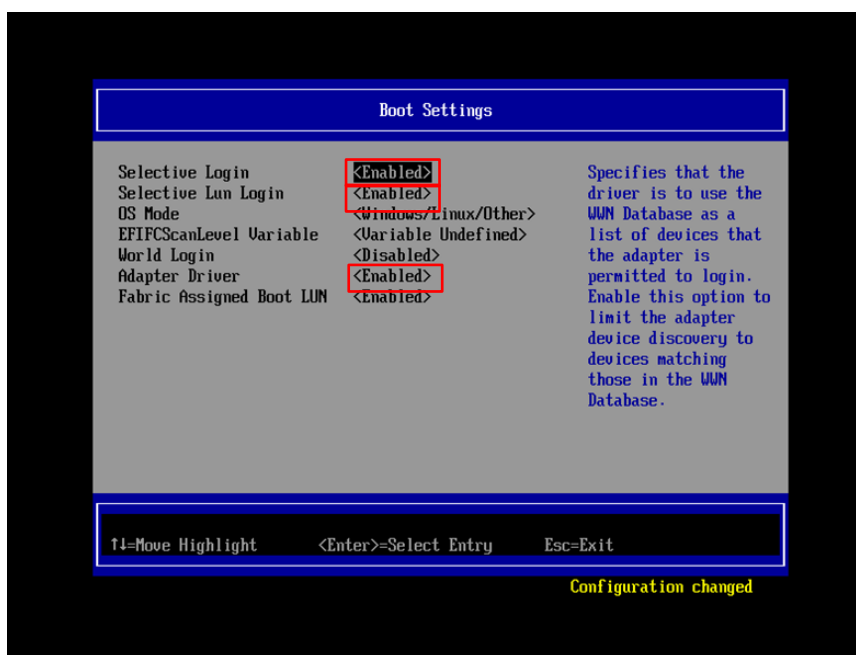 Boot Settings
Selective Login <Enabled>
Selective Lun Login <Enabled>
OS Mode <Windows/Linux/Other>
EFIFCScanLevel Variable <Variable Undefined>
World Login <Disabled>
Adapter Driver <Enabled>
Fabric Assigned Boot LUN <Enabled>
Specifies that the
driver is to use the
WWN Database as a
list of devices that
the adapter is
permitted to login.
Enable this option to
limit the adapter
device discovery to
devices matching
those in the WWN
Database.
↑↓=Move Highlight <Enter>=Select Entry Esc=Exit
Configuration changed